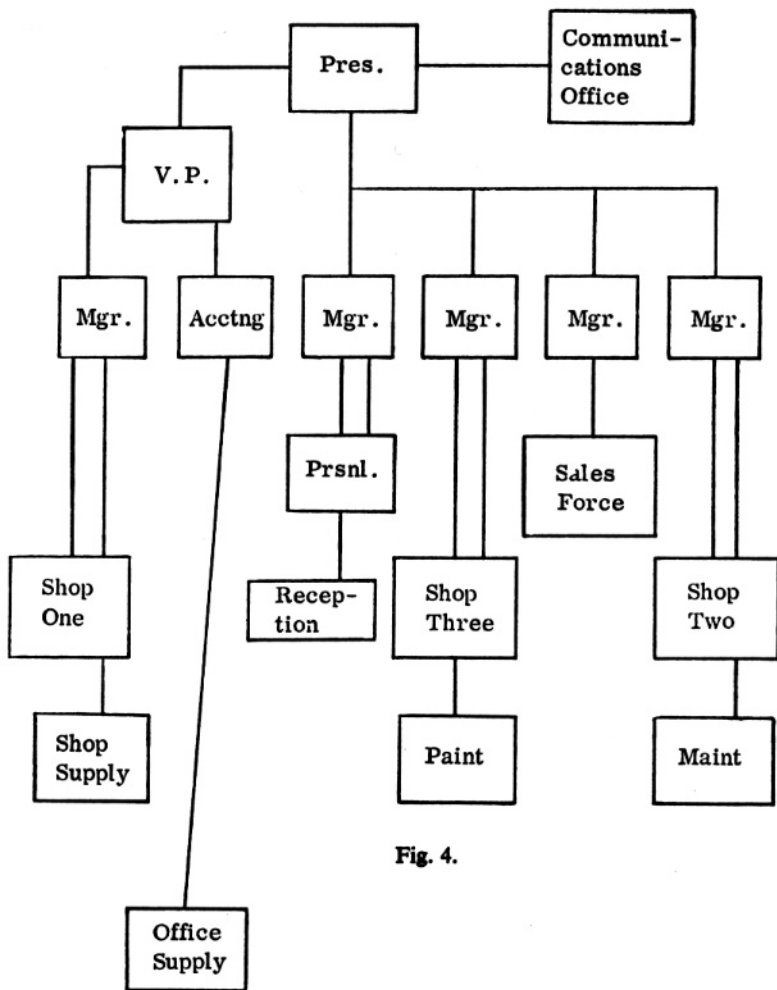 Pres.
Communi-
cations
Office
V.P.
Mgr.
Acctng
Mgr.
Mgr.
Mgr.
Mgr.
Prsnl.
Sales
Force
Shop
One
Recep-
tion
Shop
Three
Shop
Two
Shop
Supply
Paint
Maint
Fig. 4.
Office
Supply